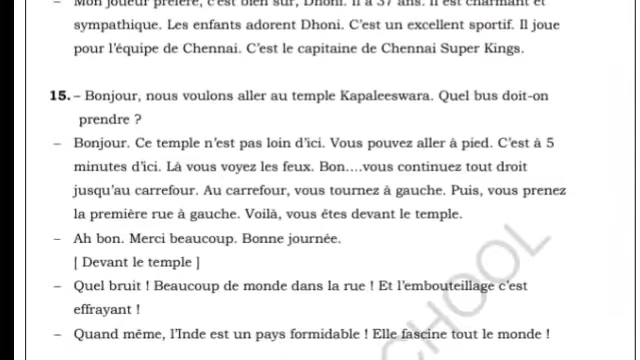 – Mon joueur préféré, c'est bien sûr, Dhoni. Il a 37 ans. Il est charmant et
sympathique. Les enfants adorent Dhoni. C'est un excellent sportif. Il joue
pour l'équipe de Chennai. C'est le capitaine de Chennai Super Kings.
15. – Bonjour, nous voulons aller au temple Kapaleeswara. Quel bus doit-on
prendre ?
– Bonjour. Ce temple n'est pas loin d'ici. Vous pouvez aller à pied. C'est à 5
minutes d'ici. Là vous voyez les feux. Bon....vous continuez tout droit
jusqu'au carrefour. Au carrefour, vous tournez à gauche. Puis, vous prenez
la première rue à gauche. Voilà, vous êtes devant le temple.
– Ah bon. Merci beaucoup. Bonne journée.
[ Devant le temple ]
– Quel bruit ! Beaucoup de monde dans la rue ! Et l'embouteillage c'est
effrayant !
– Quand même, l'Inde est un pays formidable ! Elle fascine tout le monde !